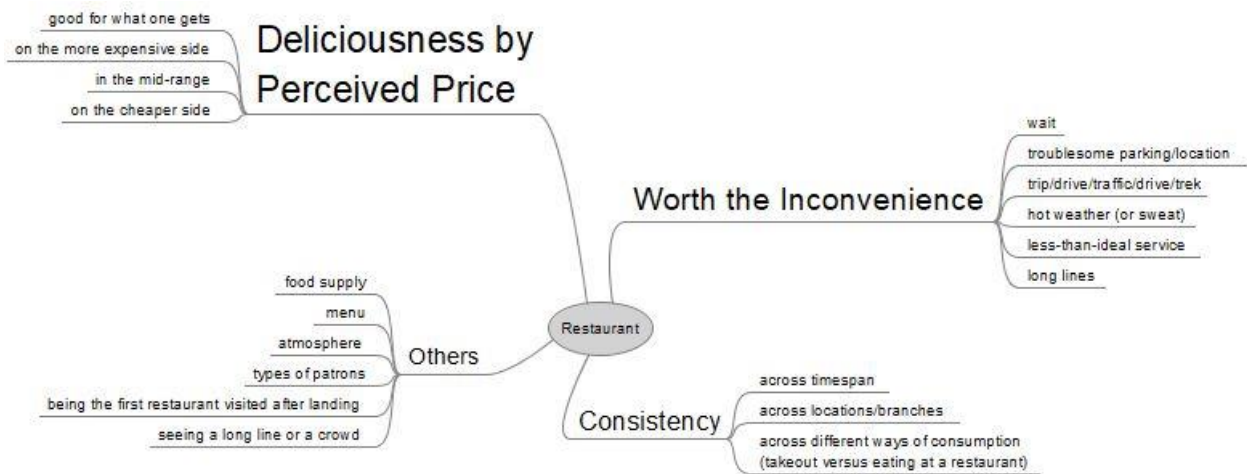 good for what one gets
on the more expensive side
in the mid-range
on the cheaper side
Deliciousness by
Perceived Price
Worth the Inconvenience
wait
troublesome parking/location
trip/drive/traffic/drive/trek
hot weather (or sweat)
less-than-ideal service
long lines
Restaurant
food supply
menu
atmosphere
types of patrons
being the first restaurant visited after landing
seeing a long line or a crowd
Others
Consistency
across timespan
across locations/branches
across different ways of consumption
(takeout versus eating at a restaurant)